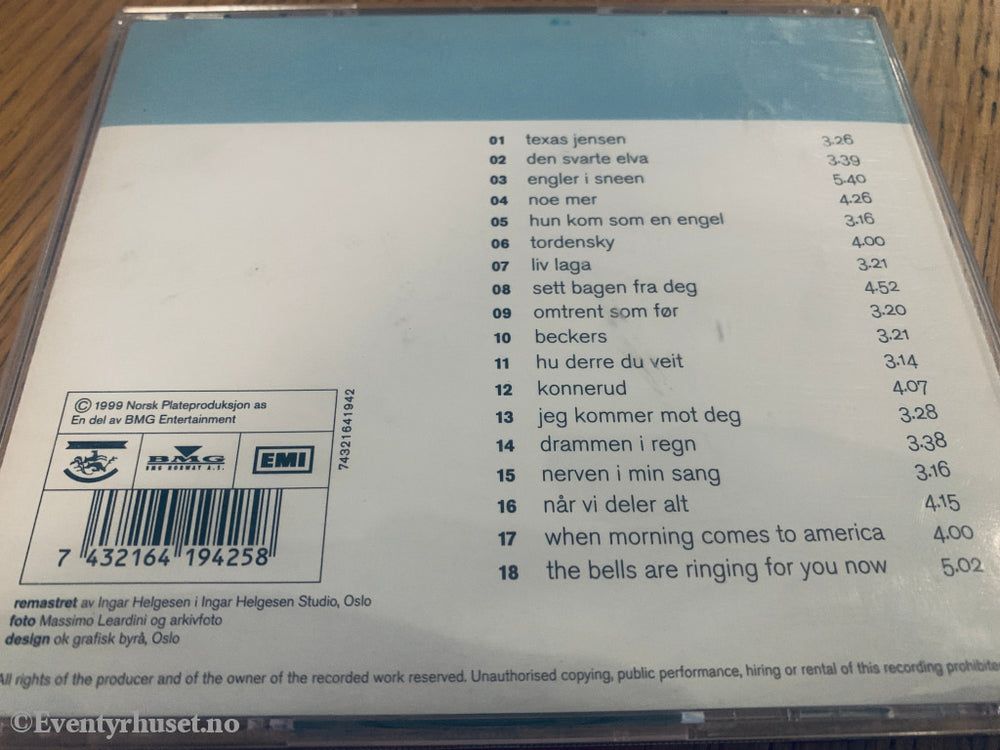 01 texas jensen 3.26
02 den svarte elva 3.39
03 engler i sneen 5.40
04 noe mer 4.26
05 hun kom som en engel 3.16
06 tordensky 4.00
07 liv laga 3.21
08 sett bagen fra deg 4.52
09 omtrent som før 3.20
10 beckers 3.21
11 hu derre du veit 3.14
12 konnerud 4.07
13 jeg kommer mot deg 3.28
14 drammen i regn 3.38
15 nerven i min sang 3.16
16 når vi deler alt 4.15
17 when morning comes to america 4.00
18 the bells are ringing for you now 5.02
© 1999 Norsk Plateproduksjon as
En del av BMG Entertainment
74321641942
BMG
BMG NORWAY A.S.
EMI
7 432164 194258
remastret av Ingar Helgesen i Ingar Helgesen Studio, Oslo
foto Massimo Leardini og arkivfoto
design ok grafisk byrå, Oslo
All rights of the producer and of the owner of the recorded work reserved. Unauthorised copying, public performance, hiring or rental of this recording prohibite
©Eventyrhuset.no